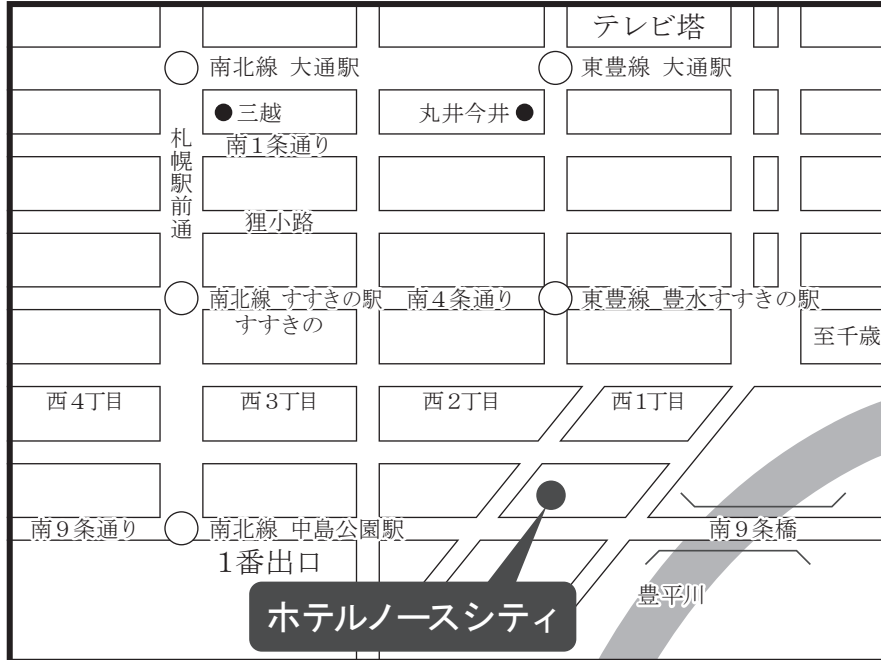 テレビ塔
南北線 大通駅
東豊線 大通駅
三越
丸井今井
札幌駅前通
南1条通り
狸小路
南北線 すすきの駅
南4条通り
東豊線 豊水すすきの駅
すすきの
至千歳
西4丁目
西3丁目
西2丁目
西1丁目
南9条通り
南北線 中島公園駅
南9条橋
1番出口
豊平川
ホテルノースシティ